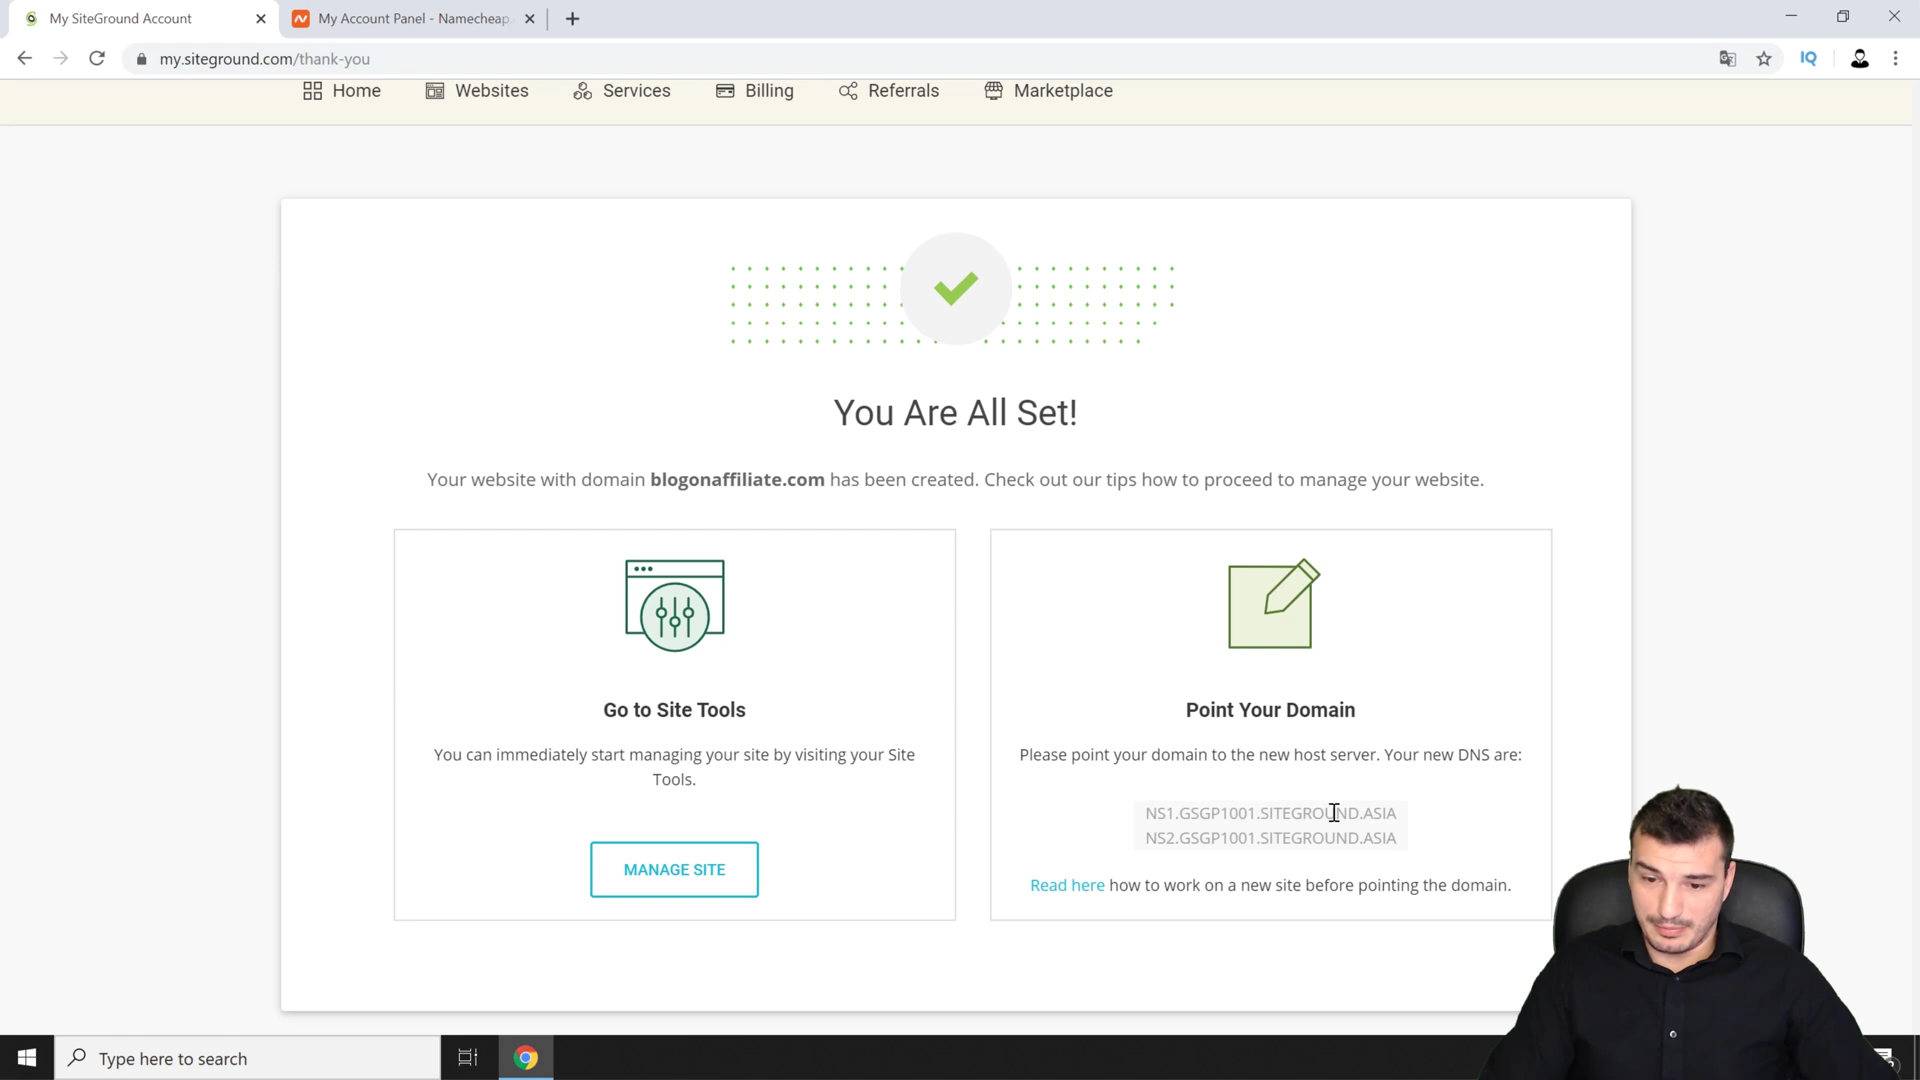 My SiteGround Account
My Account Panel - Namecheap.
my.siteground.com/thank-you
IQ
Home
Websites
Services
Billing
Referrals
Marketplace
You Are All Set!
Your website with domain blogonaffiliate.com has been created. Check out our tips how to proceed to manage your website.
Go to Site Tools
You can immediately start managing your site by visiting your Site
Tools.
MANAGE SITE
Point Your Domain
Please point your domain to the new host server. Your new DNS are:
NS1.GSGP1001.SITEGROUND.ASIA
NS2.GSGP1001.SITEGROUND.ASIA
Read here how to work on a new site before pointing the domain.
Type here to search